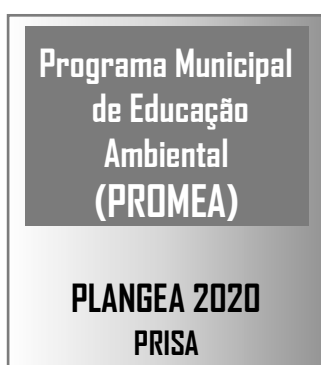 Programa Municipal
de Educação
Ambiental
(PROMEA)
PLANGEA 2020
PRISA